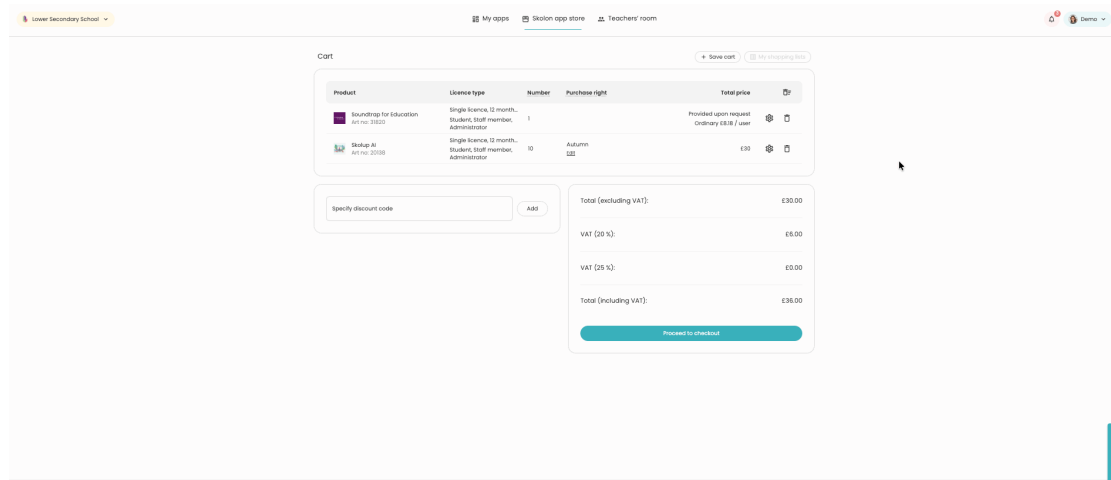 Lower Secondary School
My apps
Skolon app store
Teachers' room
7
Demo
Cart
+ Save cart
My shopping lists
Product
Licence type
Number
Purchase right
Total price
Soundtrap for Education
Art no: 31620
Single licence, 12 month...
Student, Staff member,
Administrator
1
Provided upon request
Ordinary £8.18 / user
Skolup AI
Art no: 20138
Single licence, 12 month...
Student, Staff member,
Administrator
10
Autumn
Edit
£30
Specify discount code
Add
Total (excluding VAT):
£30.00
VAT (20 %):
£6.00
VAT (25 %):
£0.00
Total (including VAT):
£36.00
Proceed to checkout